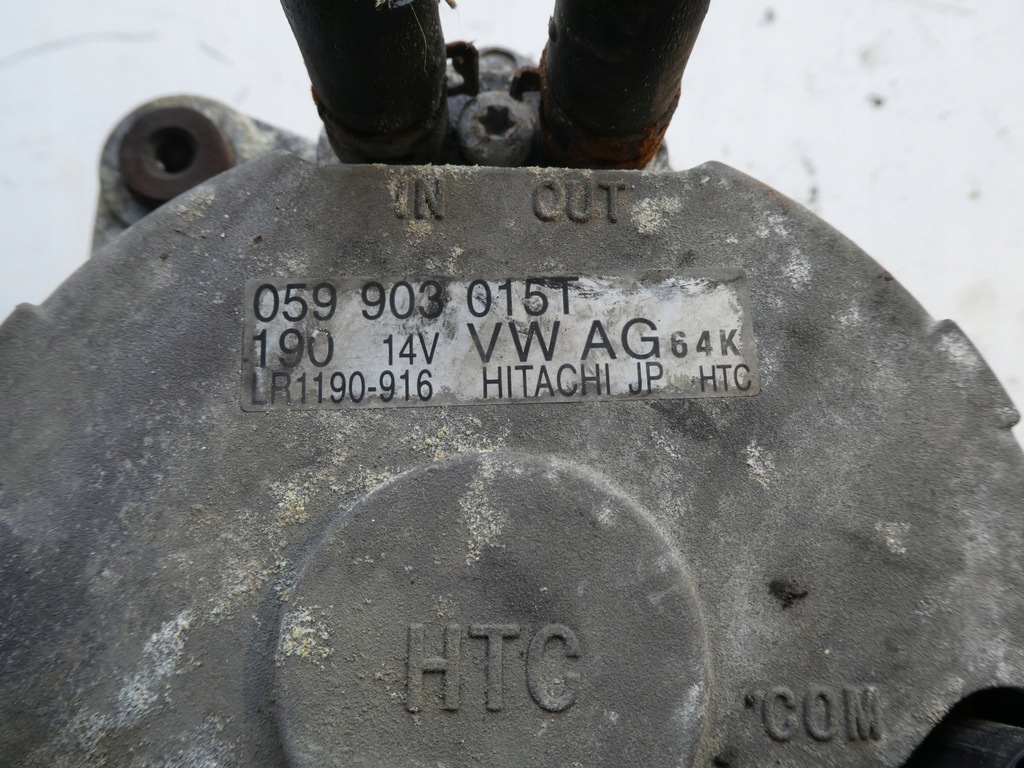 IN OUT
059 903 015T
190 14V VW AG 64K
LR1190-916 HITACHI JP HTC
HTC
COM